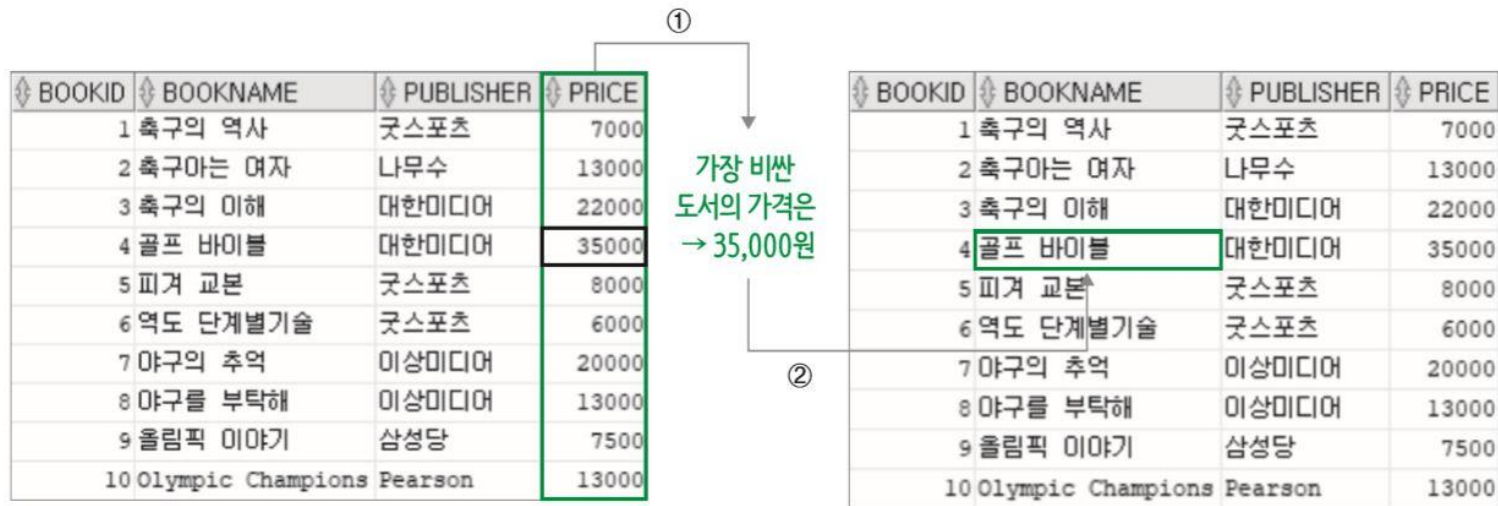 ①
BOOKID BOOKNAME PUBLISHER PRICE
1 축구의 역사 굿스포츠 7000
2 축구아는 여자 나무수 13000
3 축구의 이해 대한미디어 22000
4 골프 바이블 대한미디어 35000
5 피겨 교본 굿스포츠 8000
6 역도 단계별기술 굿스포츠 6000
7 야구의 추억 이상미디어 20000
8 야구를 부탁해 이상미디어 13000
9 올림픽 이야기 삼성당 7500
10 Olympic Champions Pearson 13000
가장 비싼
도서의 가격은
→ 35,000원
②
BOOKID BOOKNAME PUBLISHER PRICE
1 축구의 역사 굿스포츠 7000
2 축구아는 여자 나무수 13000
3 축구의 이해 대한미디어 22000
4 골프 바이블 대한미디어 35000
5 피겨 교본 굿스포츠 8000
6 역도 단계별기술 굿스포츠 6000
7 야구의 추억 이상미디어 20000
8 야구를 부탁해 이상미디어 13000
9 올림픽 이야기 삼성당 7500
10 Olympic Champions Pearson 13000